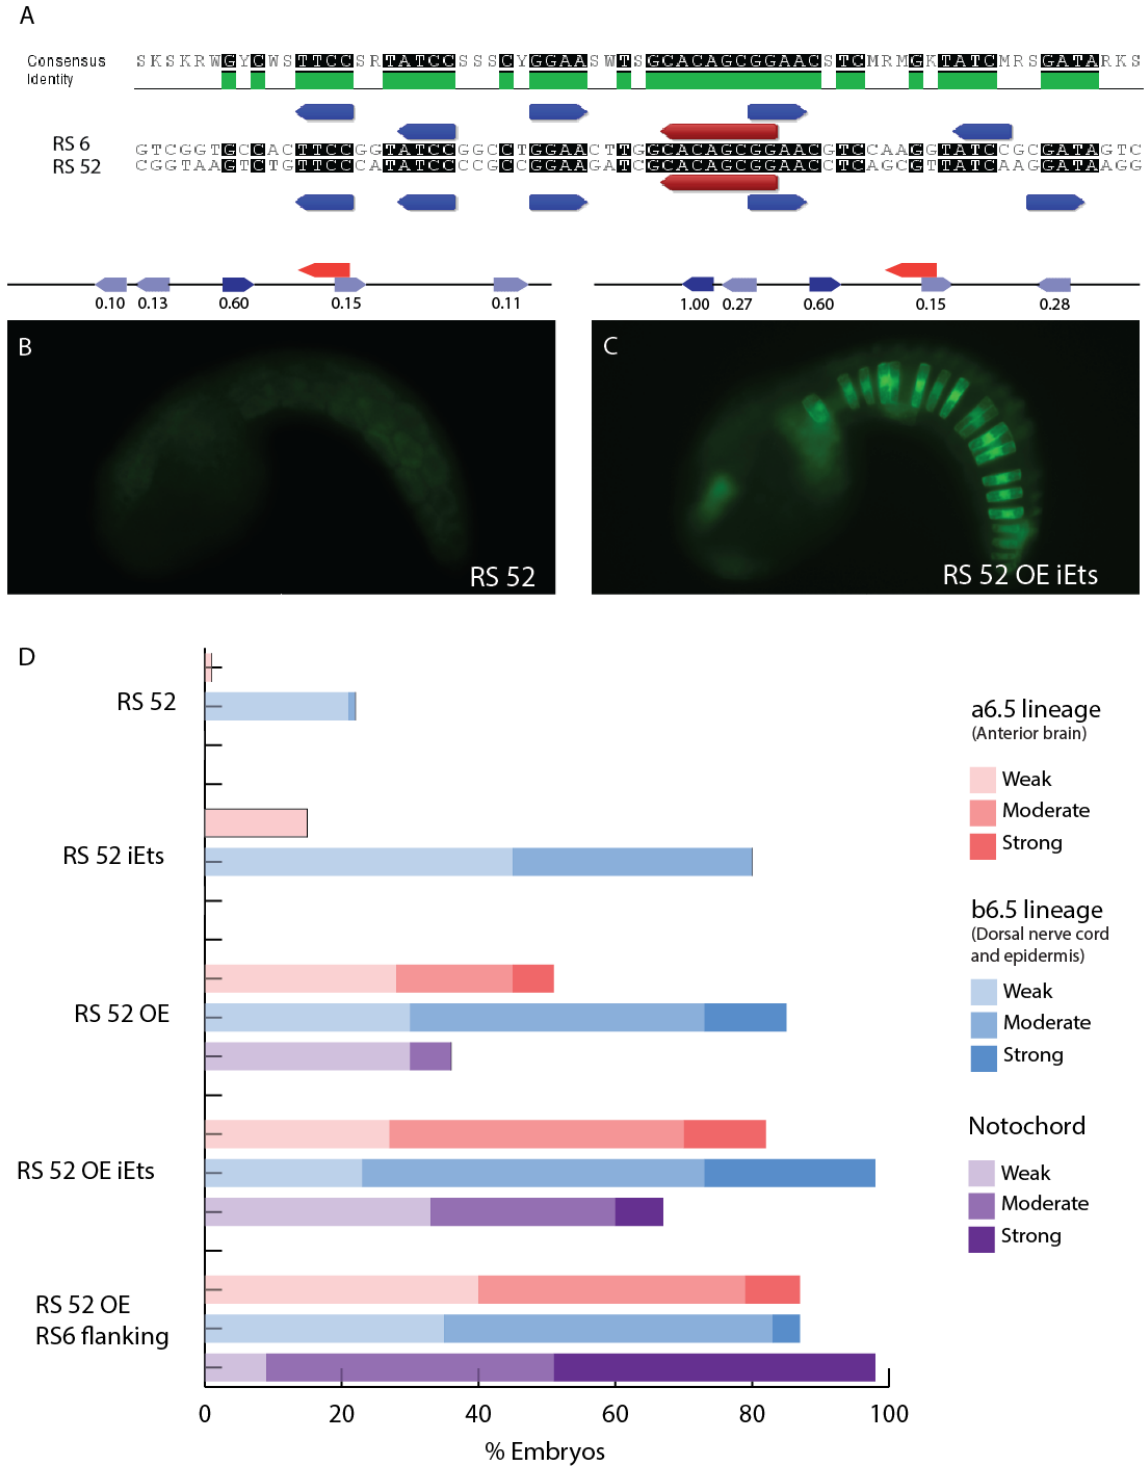 A
Consensus SKSKRWGYCWSTTCCSRTATCCSSSCYGGAASWTSGCACAGCGGAACSTCMRMGKTATCMRSGATARKS
Identity
RS 6 GTCGGTGCCACTTCCGGTATCCGGCCTGGAACTTGGCACAGCGGAACGTCCAAGGTATCCGCGATAGTC
RS 52 CGGTAAGTCTGTTCCCATATCCCCGCCGGAAGATCGCACAGCGGAACCTCAGCGTTATCAAGGATAAGG
0.10 0.13 0.60 0.15 0.11
1.00 0.27 0.60 0.15 0.28
B
RS 52
C
RS 52 OE iEts
D
RS 52
RS 52 iEts
RS 52 OE
RS 52 OE iEts
RS 52 OE
RS6 flanking
0 20 40 60 80 100
% Embryos
a6.5 lineage
(Anterior brain)
Weak
Moderate
Strong
b6.5 lineage
(Dorsal nerve cord
and epidermis)
Weak
Moderate
Strong
Notochord
Weak
Moderate
Strong